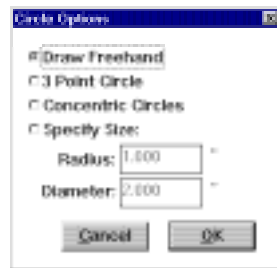 Circle Options
Draw Freehand
3 Point Circle
Concentric Circles
Specify Size:
Radius: 1.000 "
Diameter: 2.000 "
Cancel OK